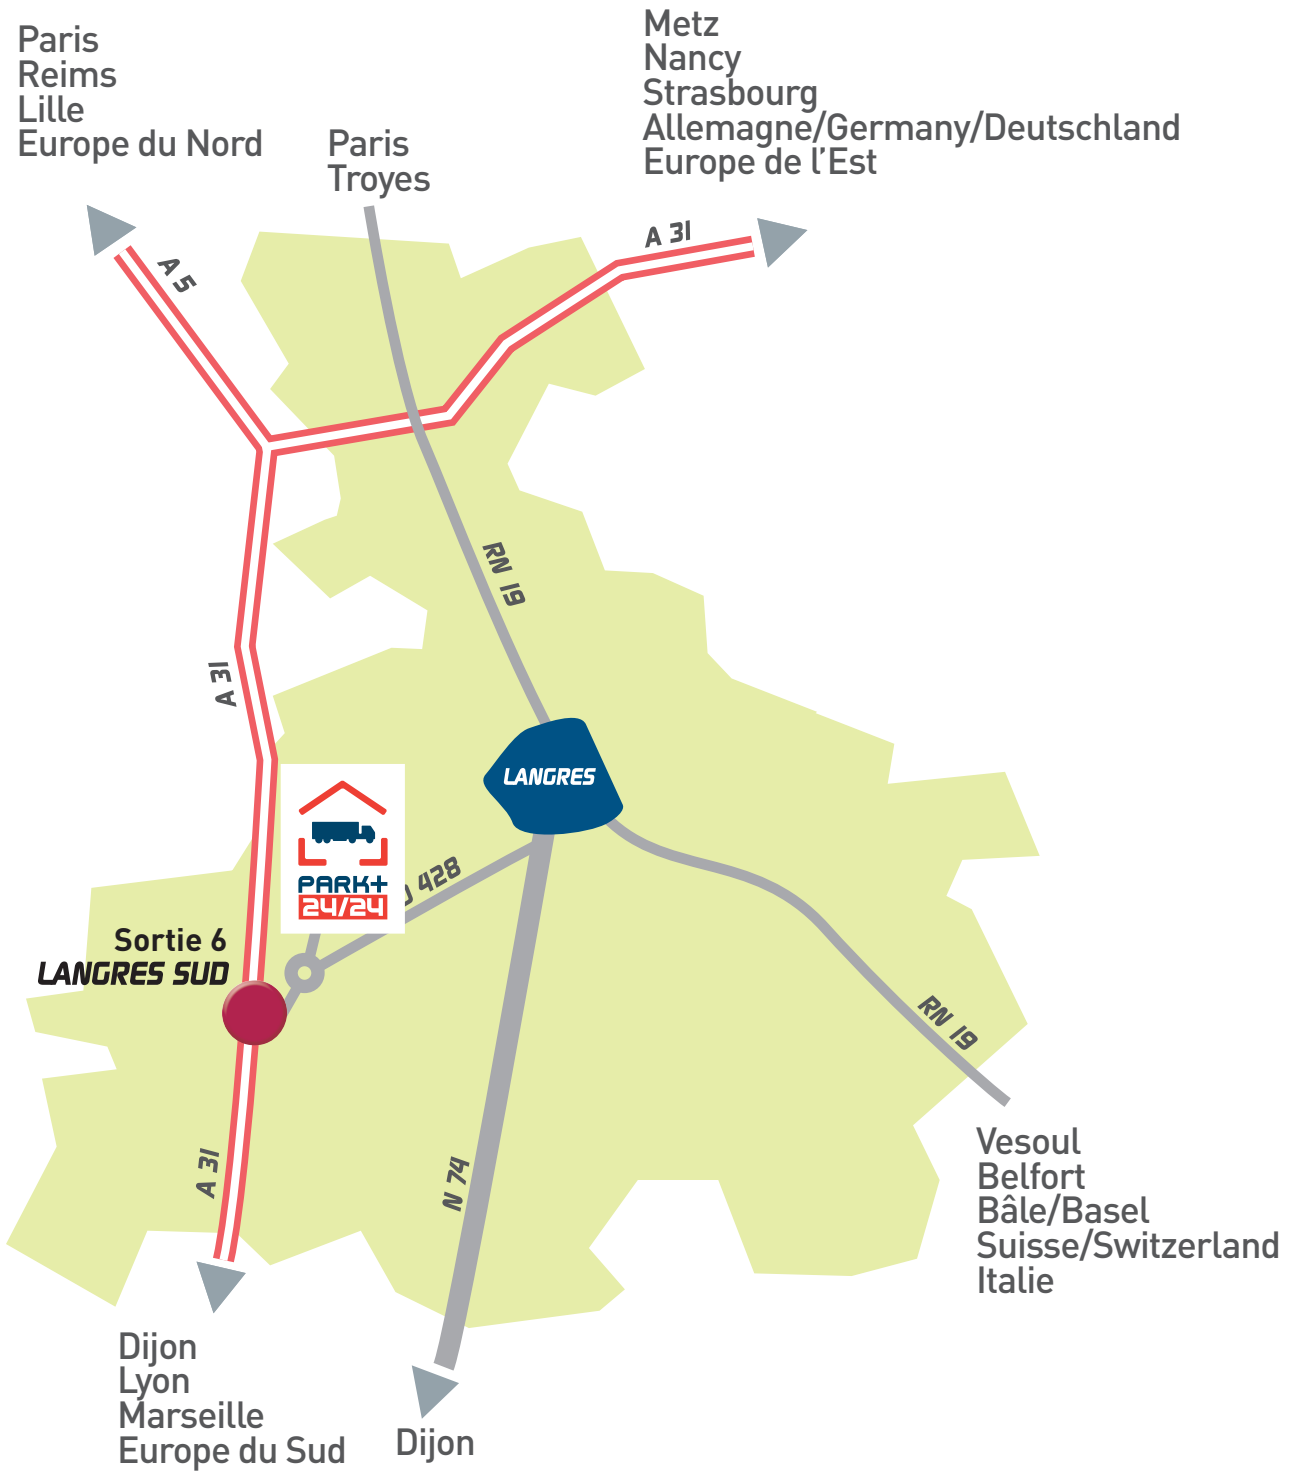 Paris
Reims
Lille
Europe du Nord
Paris
Troyes
Metz
Nancy
Strasbourg
Allemagne/Germany/Deutschland
Europe de l'Est
A 5
A 31
RN 19
A 31
LANGRES
PARK+
24/24
428
Sortie 6
LANGRES SUD
RN 19
A 31
N 74
Vesoul
Belfort
Bâle/Basel
Suisse/Switzerland
Italie
Dijon
Lyon
Marseille
Europe du Sud
Dijon